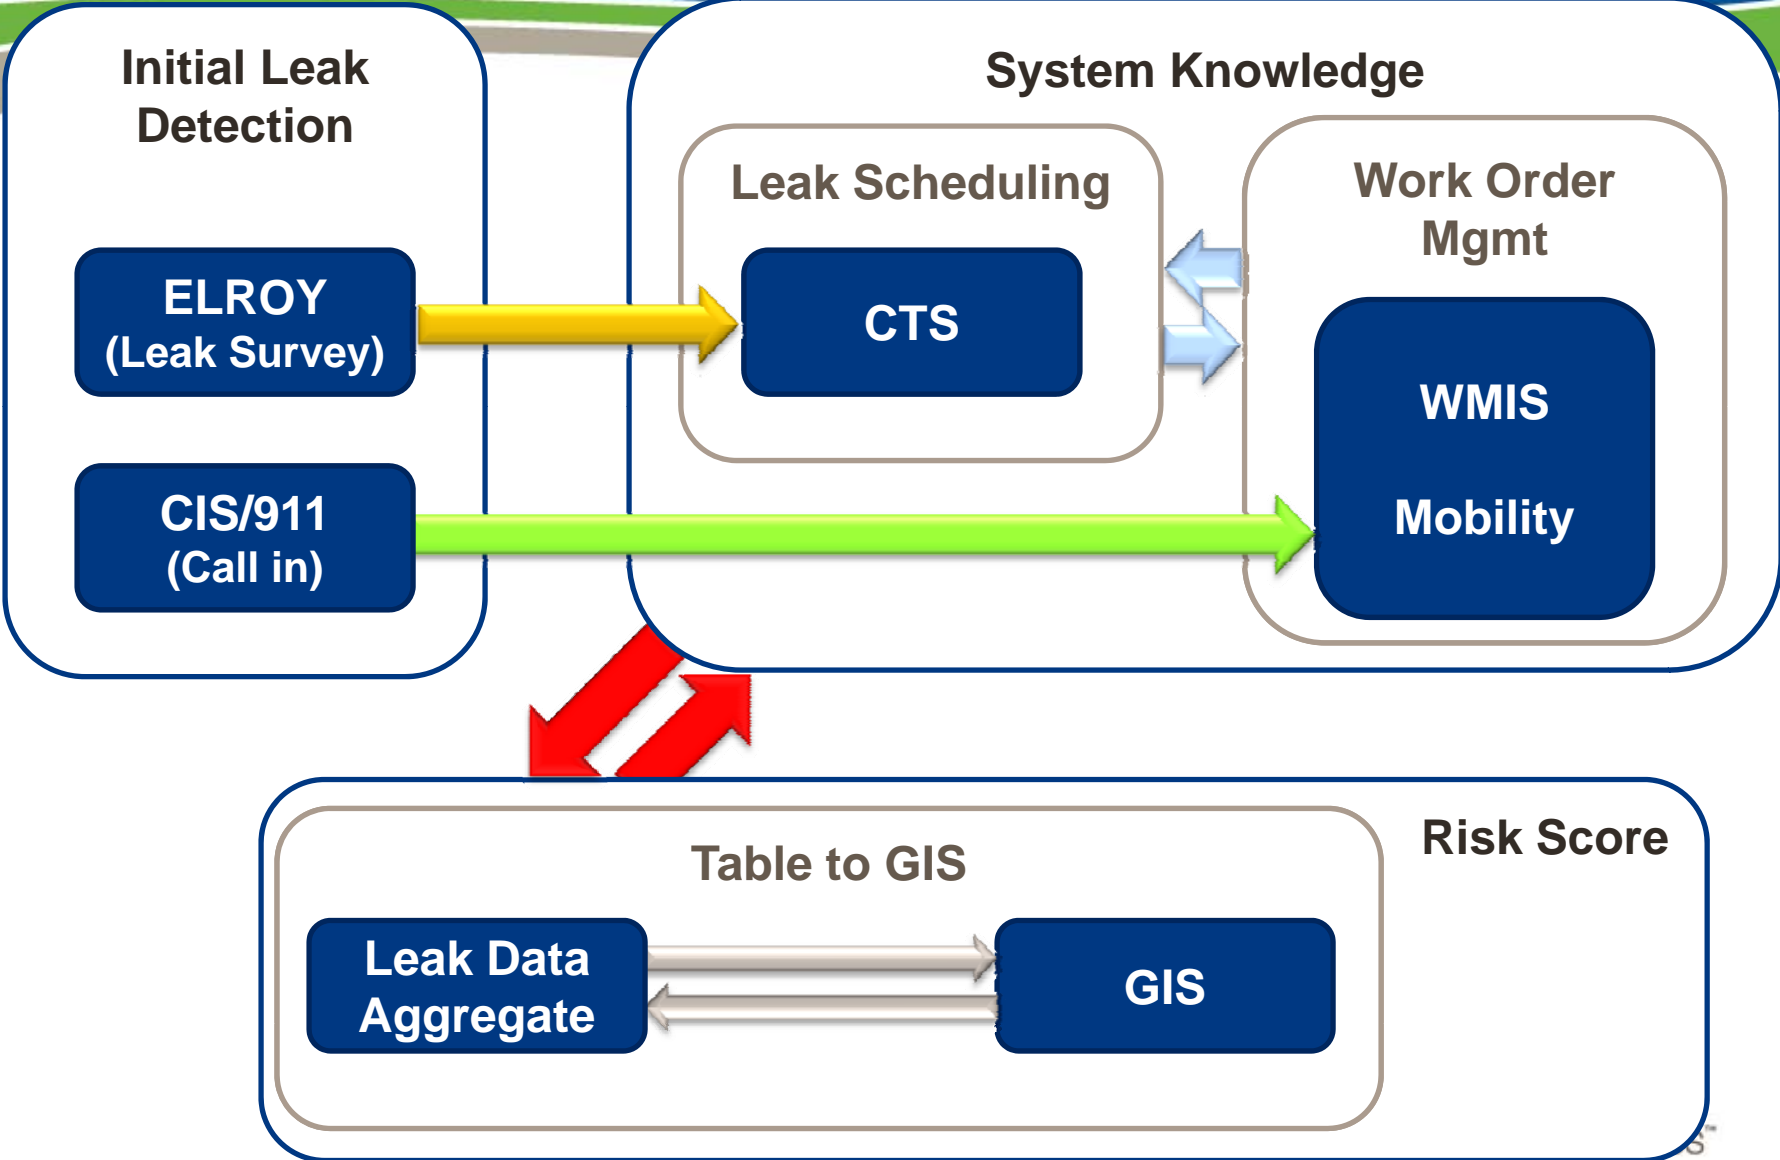 Initial Leak
Detection
System Knowledge
Leak Scheduling
Work Order
Mgmt
ELROY
(Leak Survey)
CTS
WMIS
Mobility
CIS/911
(Call in)
Risk Score
Table to GIS
Leak Data
Aggregate
GIS